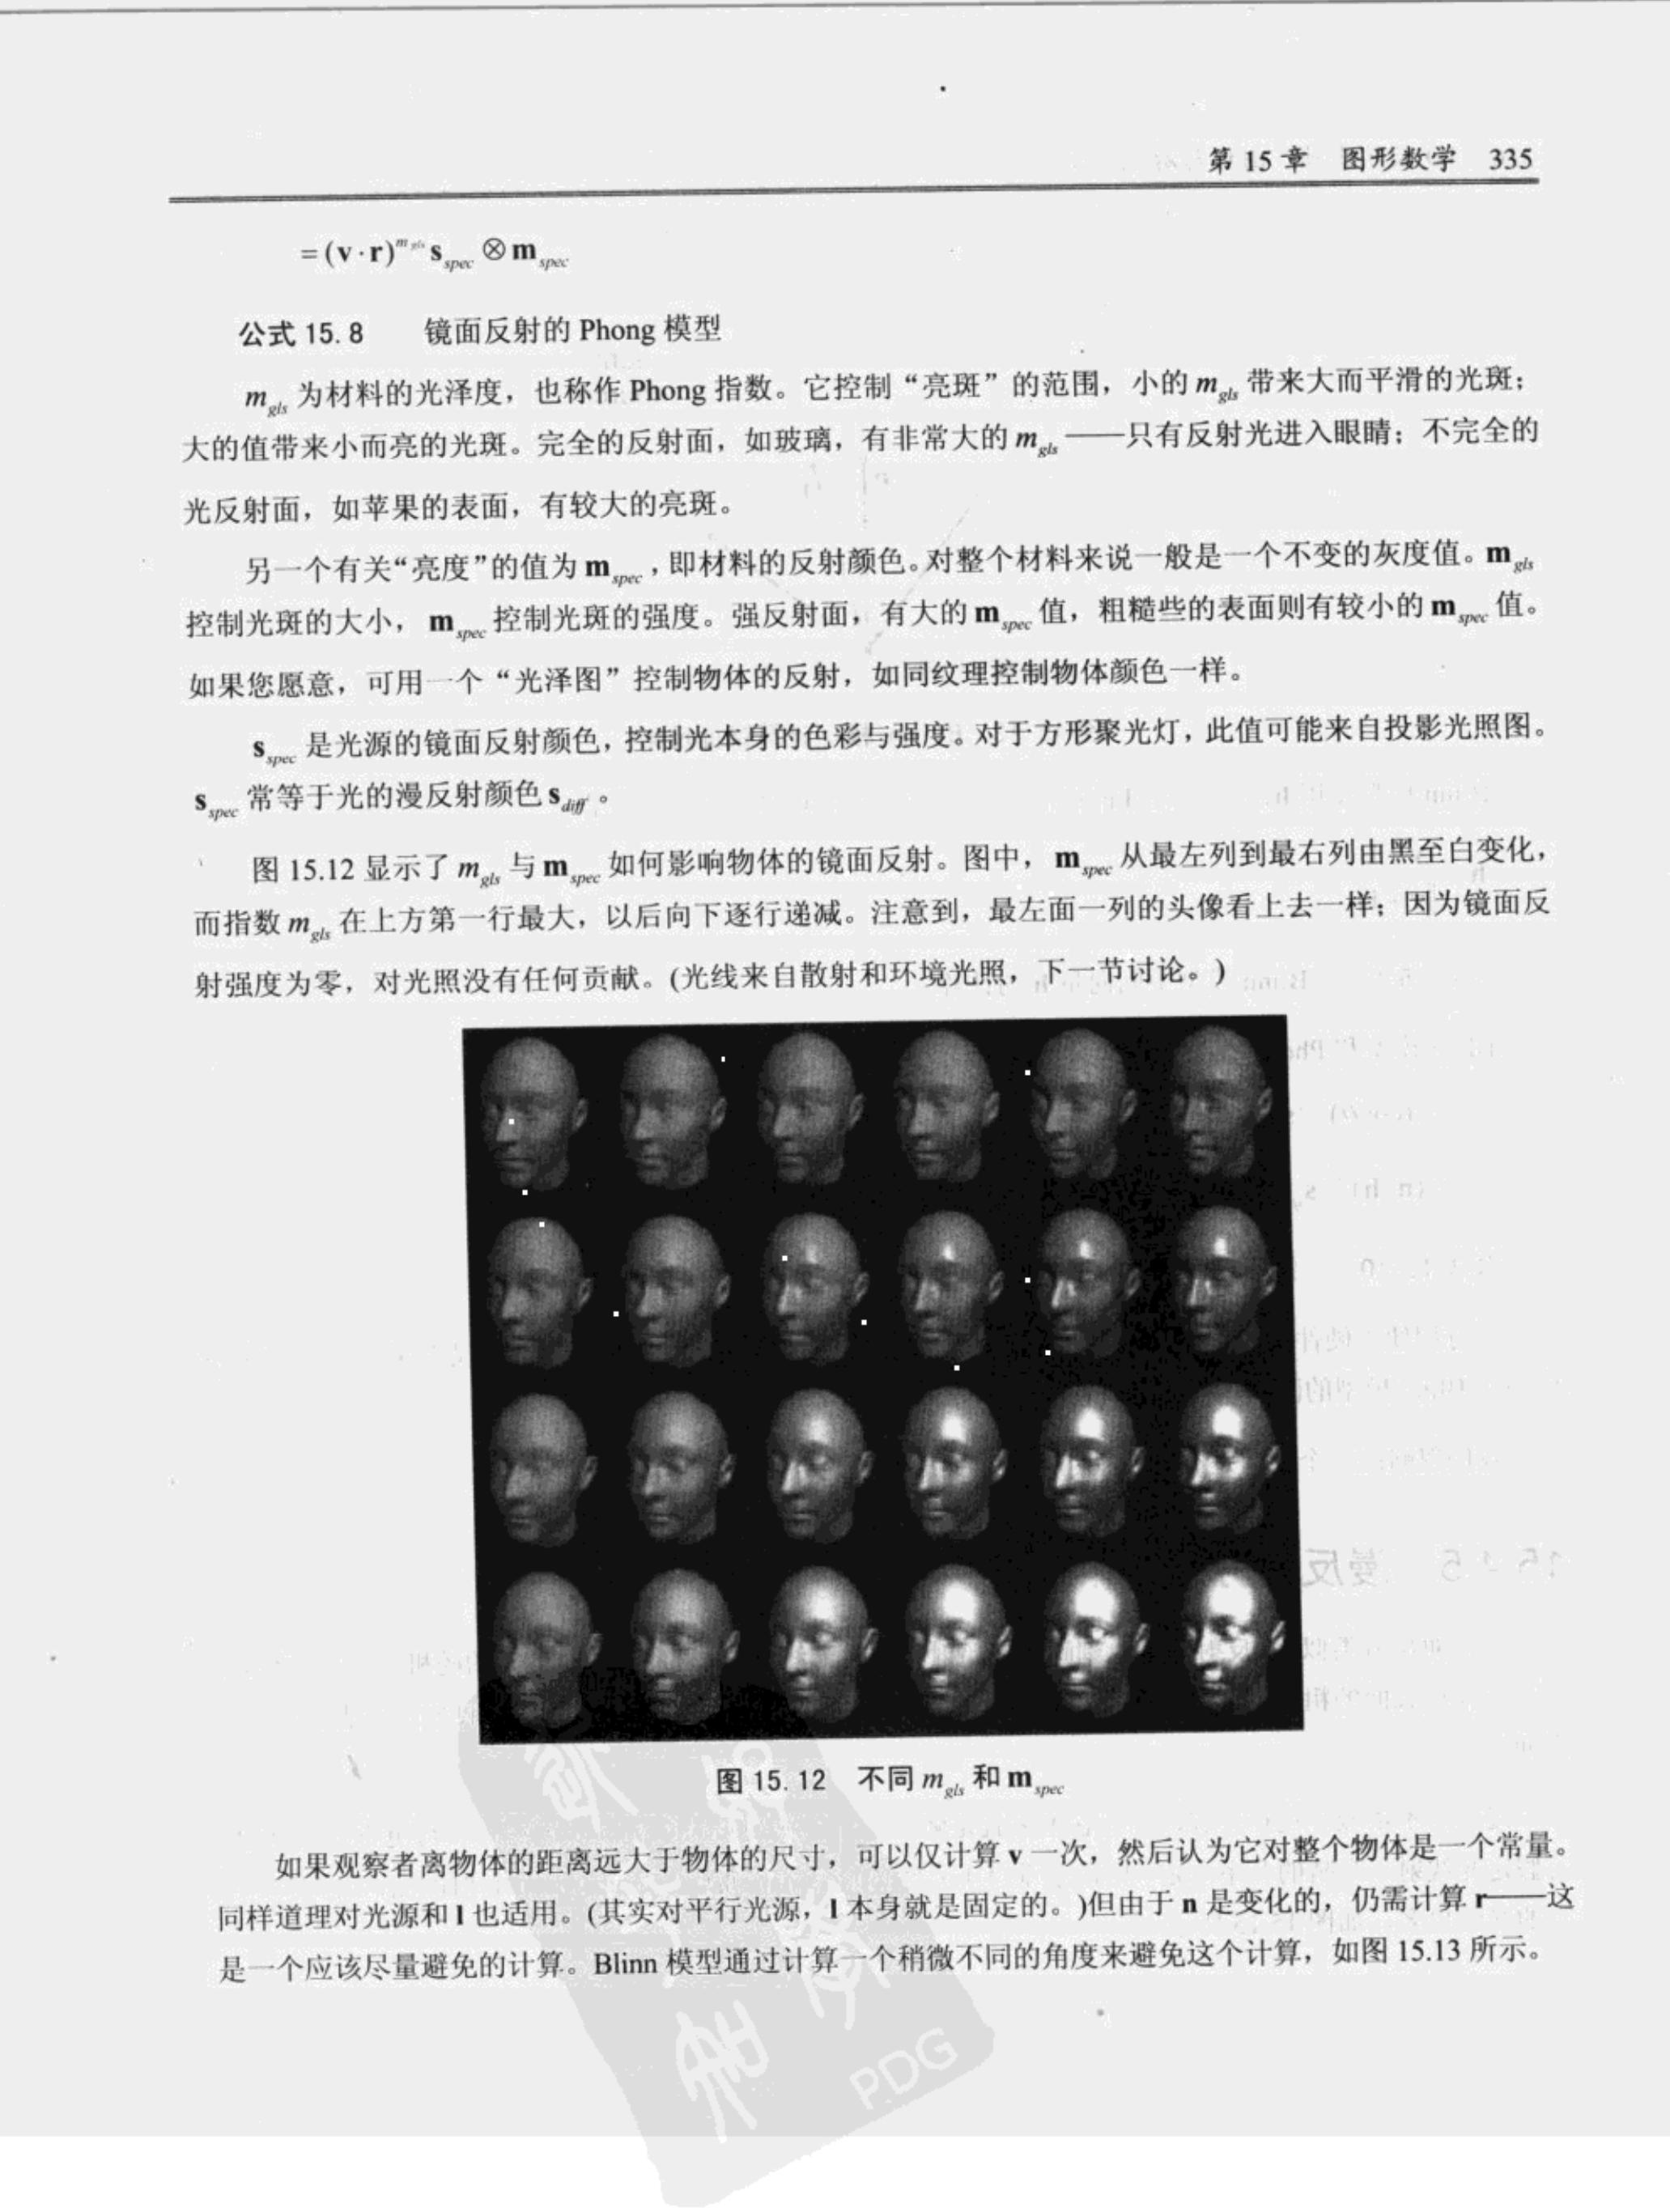 第 15 章 图形数学 335
= (v · r)^{m_{gls}} s_{spec} ⊗ m_{spec}
公式 15.8 镜面反射的 Phong 模型
m_{gls} 为材料的光泽度，也称作 Phong 指数。它控制“亮斑”的范围，小的 m_{gls} 带来大而平滑的光斑；
大的值带来小而亮的光斑。完全的反射面，如玻璃，有非常大的 m_{gls}——只有反射光进入眼睛；不完全的
光反射面，如苹果的表面，有较大的亮斑。
另一个有关“亮度”的值为 m_{spec}，即材料的反射颜色。对整个材料来说一般是一个不变的灰度值。m_{gls}
控制光斑的大小，m_{spec} 控制光斑的强度。强反射面，有大的 m_{spec} 值，粗糙些的表面则有较小的 m_{spec} 值。
如果您愿意，可用一个“光泽图”控制物体的反射，如同纹理控制物体颜色一样。
s_{spec} 是光源的镜面反射颜色，控制光本身的色彩与强度。对于方形聚光灯，此值可能来自投影光照图。
s_{spec} 常等于光的漫反射颜色 s_{diff}。
图 15.12 显示了 m_{gls} 与 m_{spec} 如何影响物体的镜面反射。图中，m_{spec} 从最左列到最右列由黑至白变化，
而指数 m_{gls} 在上方第一行最大，以后向下逐行递减。注意到，最左面一列的头像看上去一样；因为镜面反
射强度为零，对光照没有任何贡献。(光线来自散射和环境光照，下一节讨论。)
图 15.12 不同 m_{gls} 和 m_{spec}
如果观察者离物体的距离远大于物体的尺寸，可以仅计算 v 一次，然后认为它对整个物体是一个常量。
同样道理对光源和 l 也适用。(其实对平行光源，l 本身就是固定的。)但由于 n 是变化的，仍需计算 r——这
是一个应该尽量避免的计算。Blinn 模型通过计算一个稍微不同的角度来避免这个计算，如图 15.13 所示。
PDG